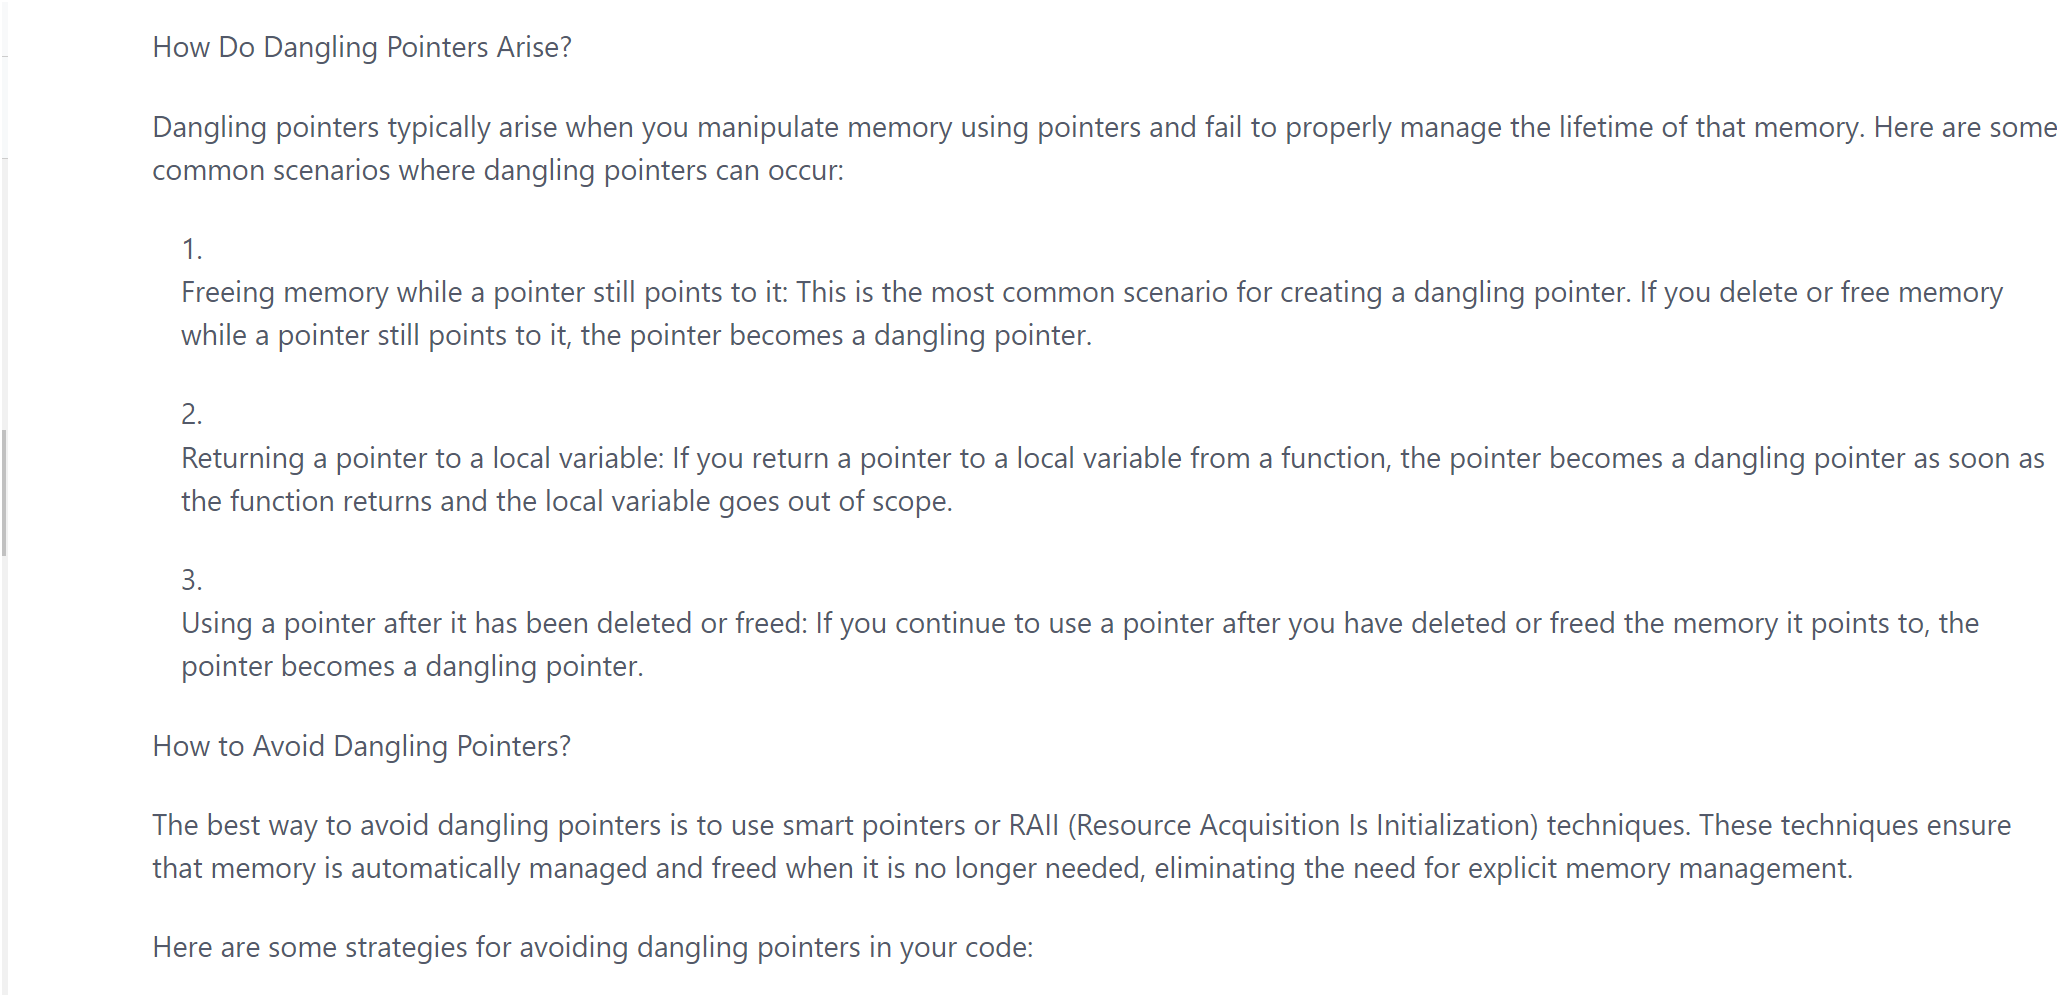 How Do Dangling Pointers Arise?
Dangling pointers typically arise when you manipulate memory using pointers and fail to properly manage the lifetime of that memory. Here are some
common scenarios where dangling pointers can occur:
1.
Freeing memory while a pointer still points to it: This is the most common scenario for creating a dangling pointer. If you delete or free memory
while a pointer still points to it, the pointer becomes a dangling pointer.
2.
Returning a pointer to a local variable: If you return a pointer to a local variable from a function, the pointer becomes a dangling pointer as soon as
the function returns and the local variable goes out of scope.
3.
Using a pointer after it has been deleted or freed: If you continue to use a pointer after you have deleted or freed the memory it points to, the
pointer becomes a dangling pointer.
How to Avoid Dangling Pointers?
The best way to avoid dangling pointers is to use smart pointers or RAII (Resource Acquisition Is Initialization) techniques. These techniques ensure
that memory is automatically managed and freed when it is no longer needed, eliminating the need for explicit memory management.
Here are some strategies for avoiding dangling pointers in your code: